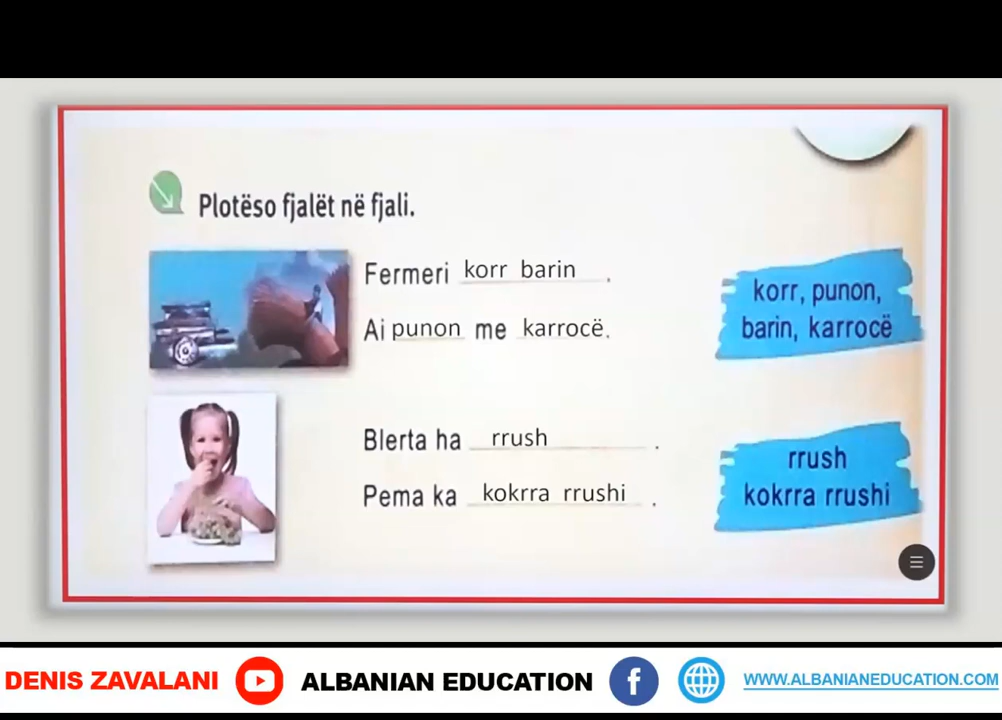 Plotëso fjalët në fjali.
Fermeri korr barin .
Ai punon me karrocë.
korr, punon,
barin, karrocë
Blerta ha rrush .
Pema ka kokrra rrushi .
rrush
kokrra rrushi
DENIS ZAVALANI ALBANIAN EDUCATION WWW.ALBANIANEDUCATION.COM